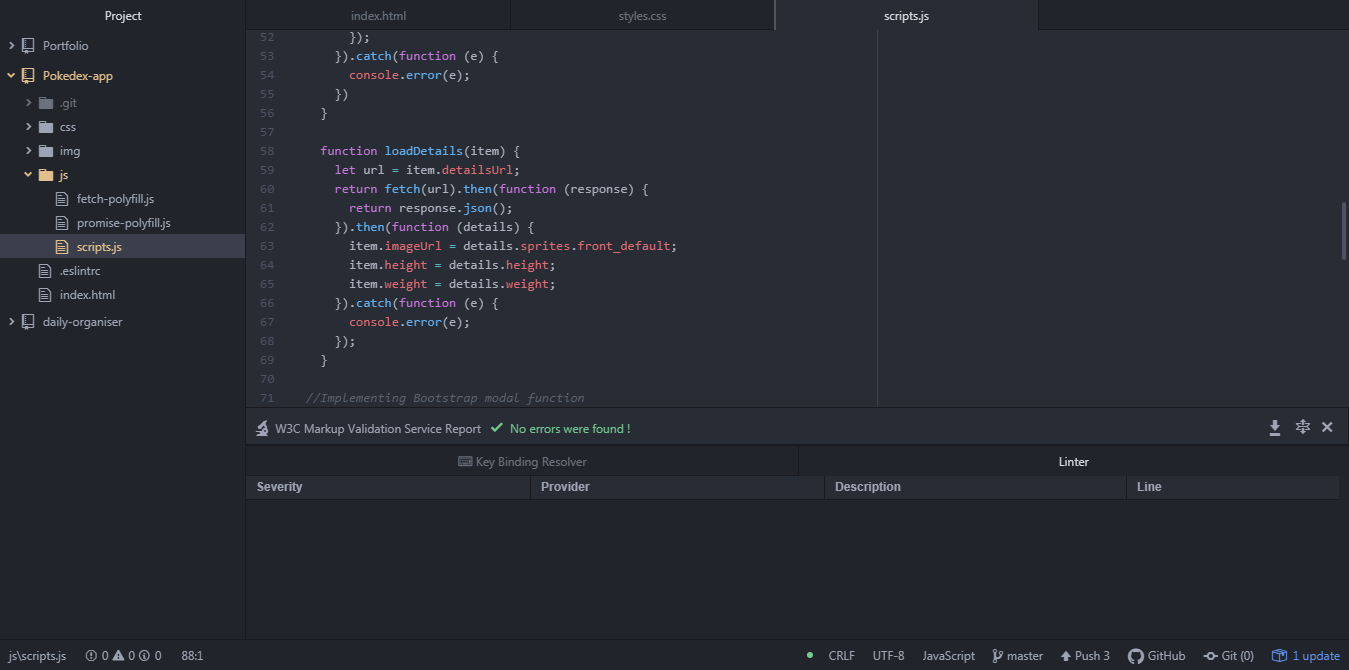 Project
index.html
styles.css
scripts.js
Portfolio
Pokedex-app
.git
css
img
js
fetch-polyfill.js
promise-polyfill.js
scripts.js
.eslintrc
index.html
daily-organiser
52 });
53 }).catch(function (e) {
54 console.error(e);
55 })
56 }
57
58 function loadDetails(item) {
59 let url = item.detailsUrl;
60 return fetch(url).then(function (response) {
61 return response.json();
62 }).then(function (details) {
63 item.imageUrl = details.sprites.front_default;
64 item.height = details.height;
65 item.weight = details.weight;
66 }).catch(function (e) {
67 console.error(e);
68 });
69 }
70
71 //Implementing Bootstrap modal function
W3C Markup Validation Service Report No errors were found !
Key Binding Resolver
Linter
Severity Provider Description Line
js\scripts.js 0 0 0 88:1 CRLF UTF-8 JavaScript master Push 3 GitHub Git (0) 1 update